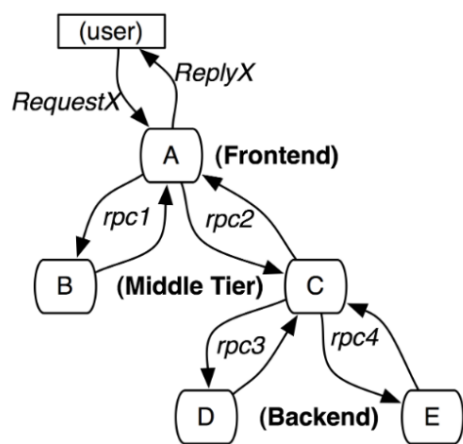 (user)
RequestX
ReplyX
A
(Frontend)
rpc1
rpc2
B
(Middle Tier)
C
rpc3
rpc4
D
(Backend)
E